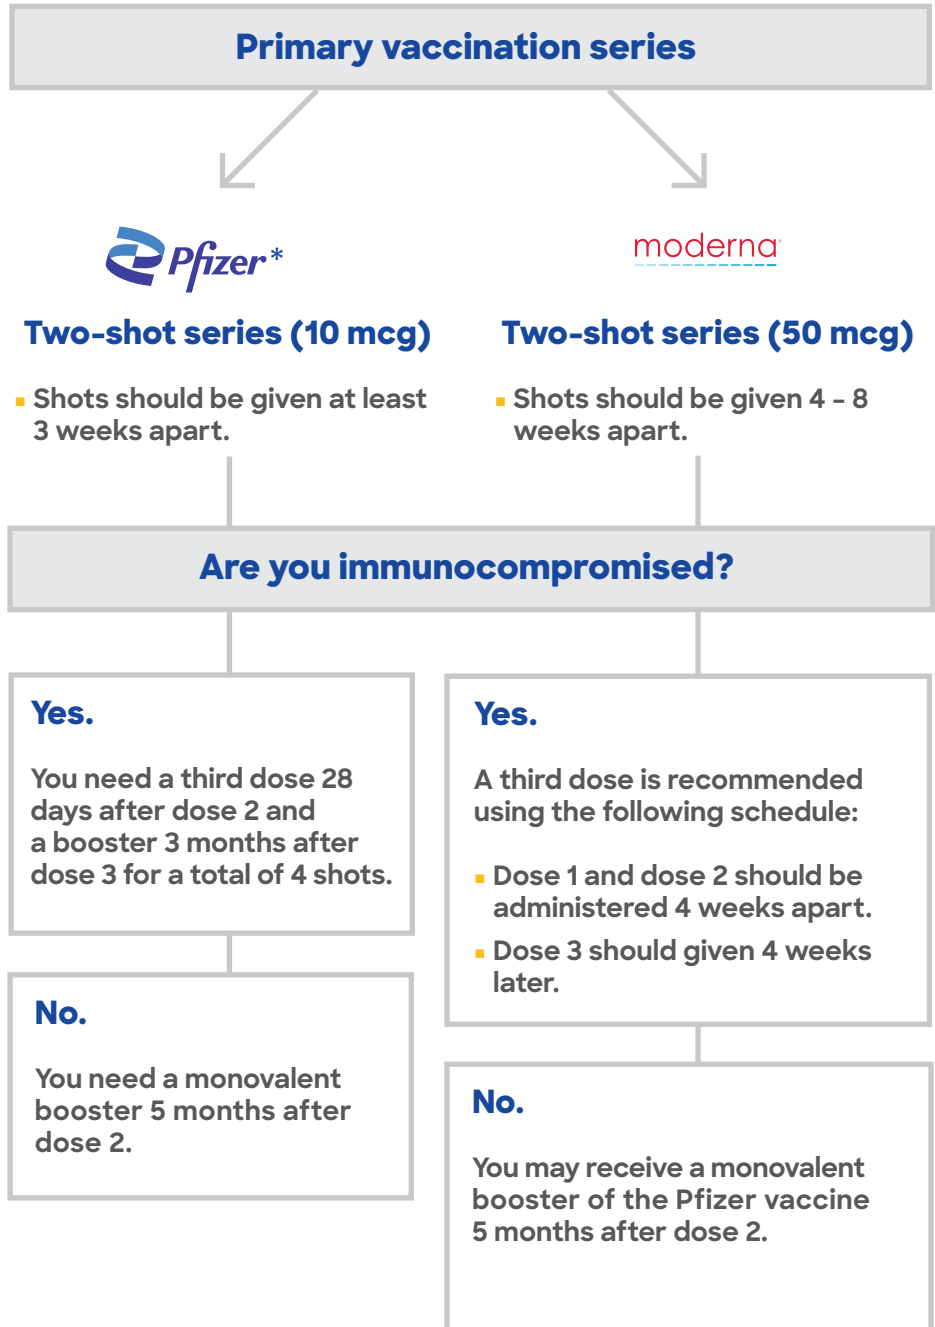 Primary vaccination series
Pfizer*
Two-shot series (10 mcg)
▪ Shots should be given at least
3 weeks apart.
moderna
Two-shot series (50 mcg)
▪ Shots should be given 4 – 8
weeks apart.
Are you immunocompromised?
Yes.
You need a third dose 28
days after dose 2 and
a booster 3 months after
dose 3 for a total of 4 shots.
No.
You need a monovalent
booster 5 months after
dose 2.
Yes.
A third dose is recommended
using the following schedule:
▪ Dose 1 and dose 2 should be
administered 4 weeks apart.
▪ Dose 3 should given 4 weeks
later.
No.
You may receive a monovalent
booster of the Pfizer vaccine
5 months after dose 2.